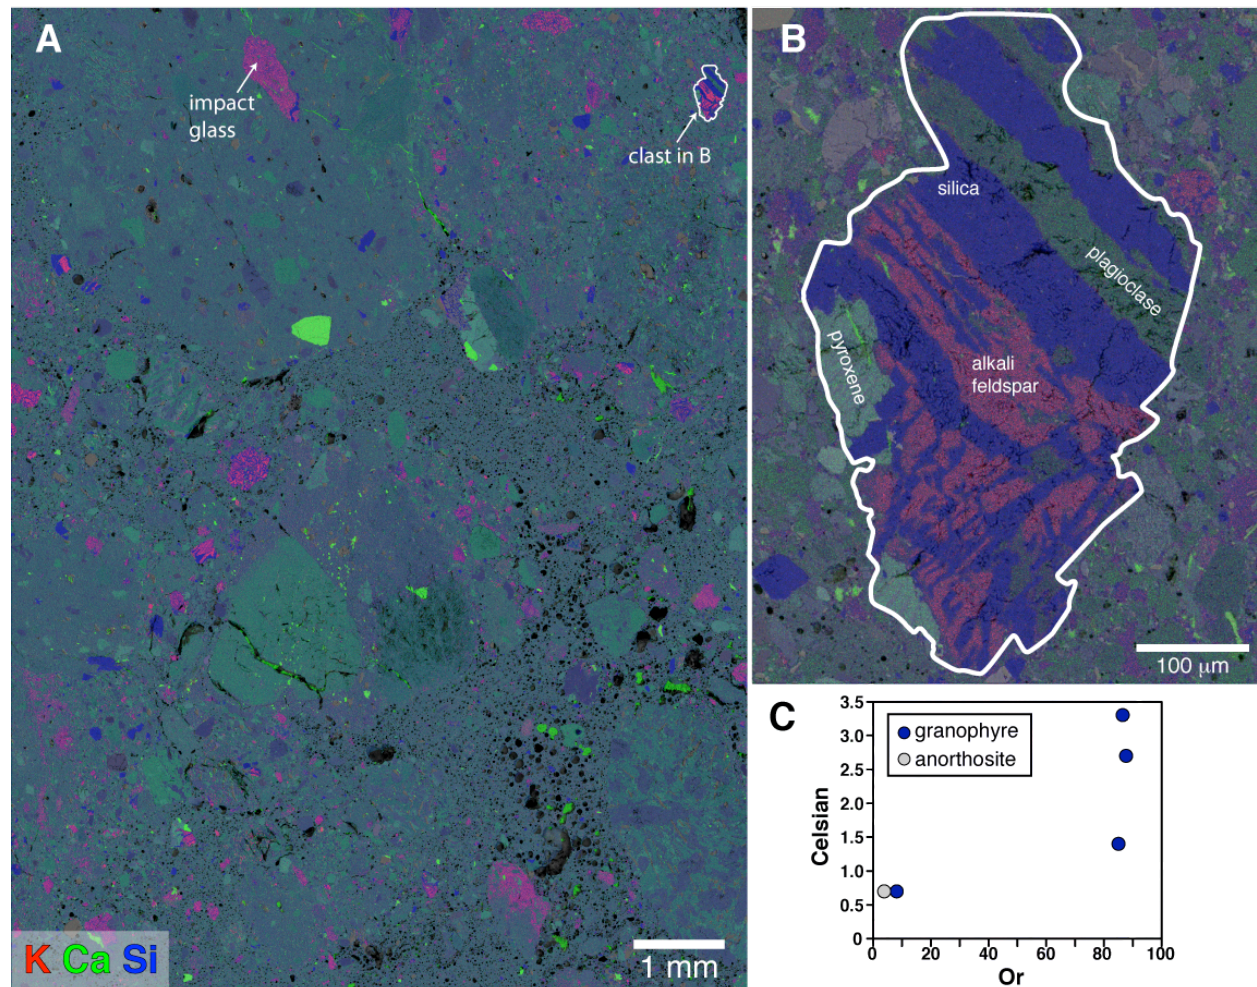 A
impact
glass
clast in B
K Ca Si
1 mm
B
silica
plagioclase
pyroxene
alkali
feldspar
100 µm
C
granophyre
anorthosite
Celsian
3.5
3.0
2.5
2.0
1.5
1.0
0.5
0
0 20 40 60 80 100
Or